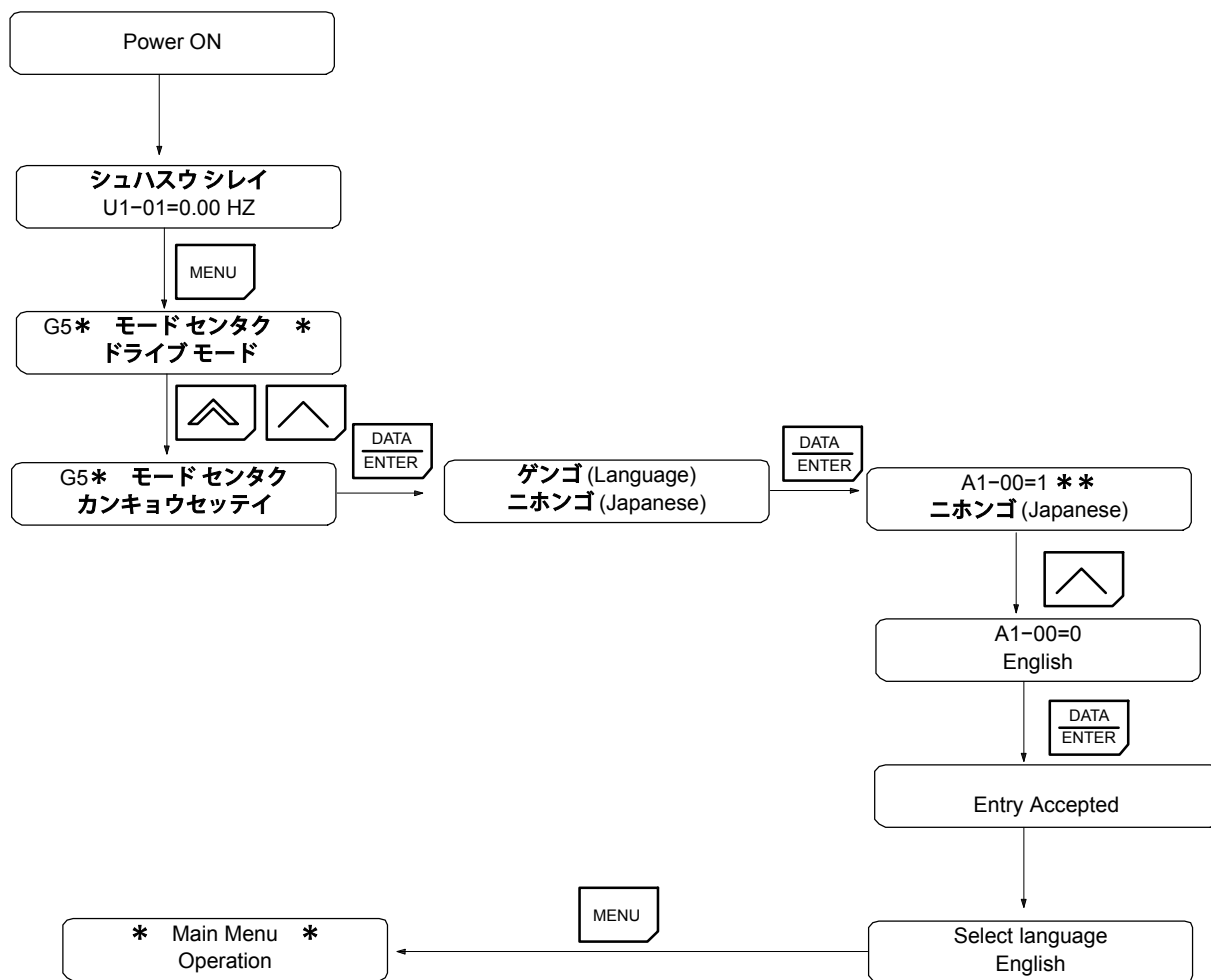 Power ON
シュハスウ シレイ
U1−01=0.00 HZ
MENU
G5* モード センタク *
ドライブ モード
DATA
ENTER
G5* モード センタク
カンキョウセッテイ
ゲンゴ (Language)
ニホンゴ (Japanese)
DATA
ENTER
A1−00=1 **
ニホンゴ (Japanese)
A1−00=0
English
DATA
ENTER
Entry Accepted
Select language
English
MENU
* Main Menu *
Operation